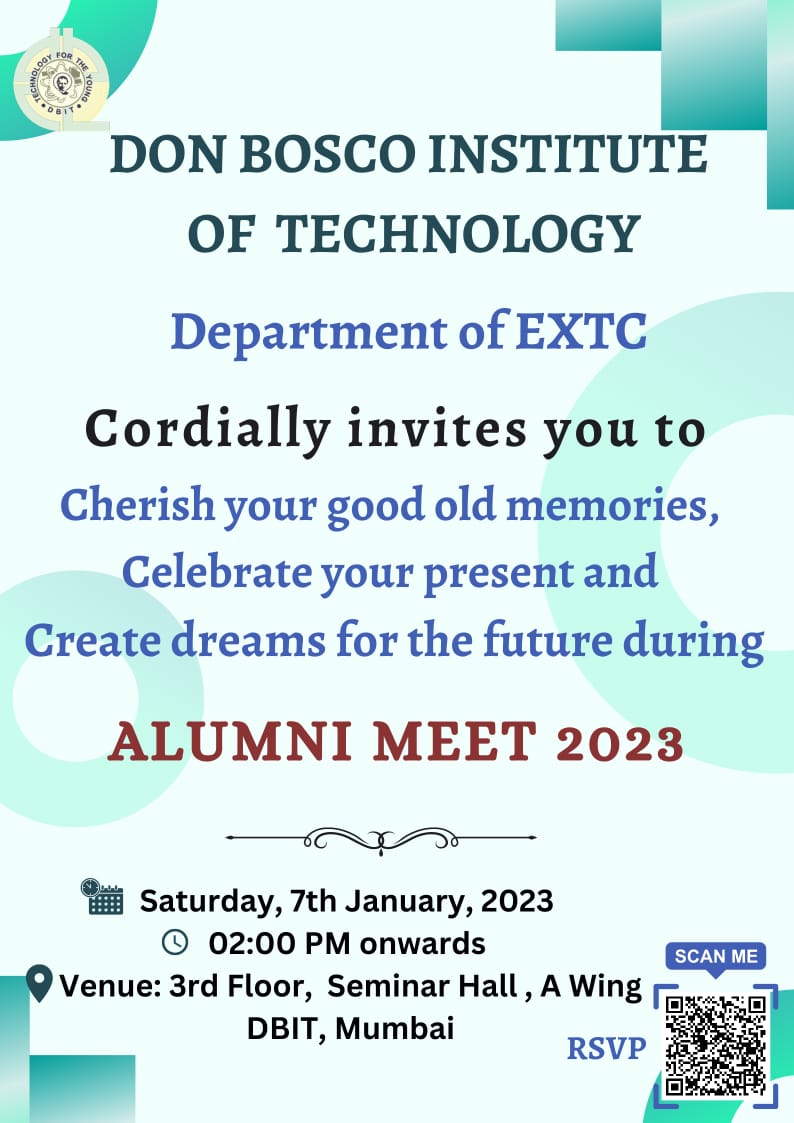 TECHNOLOGY FOR THE YOUNG
DBIT
DON BOSCO INSTITUTE
OF TECHNOLOGY
Department of EXTC
Cordially invites you to
Cherish your good old memories,
Celebrate your present and
Create dreams for the future during
ALUMNI MEET 2023
Saturday, 7th January, 2023
02:00 PM onwards
Venue: 3rd Floor, Seminar Hall , A Wing
DBIT, Mumbai
SCAN ME
RSVP